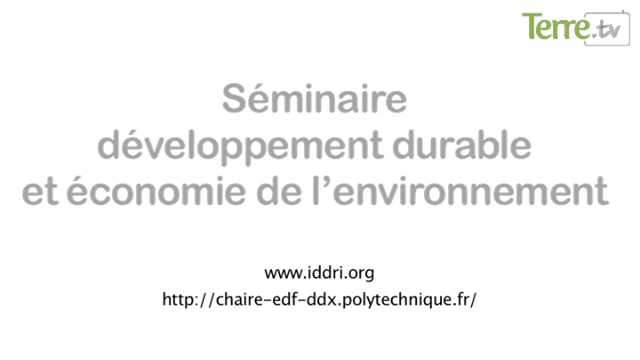 Terre.tv
Séminaire
développement durable
et économie de l’environnement
www.iddri.org
http://chaire-edf-ddx.polytechnique.fr/